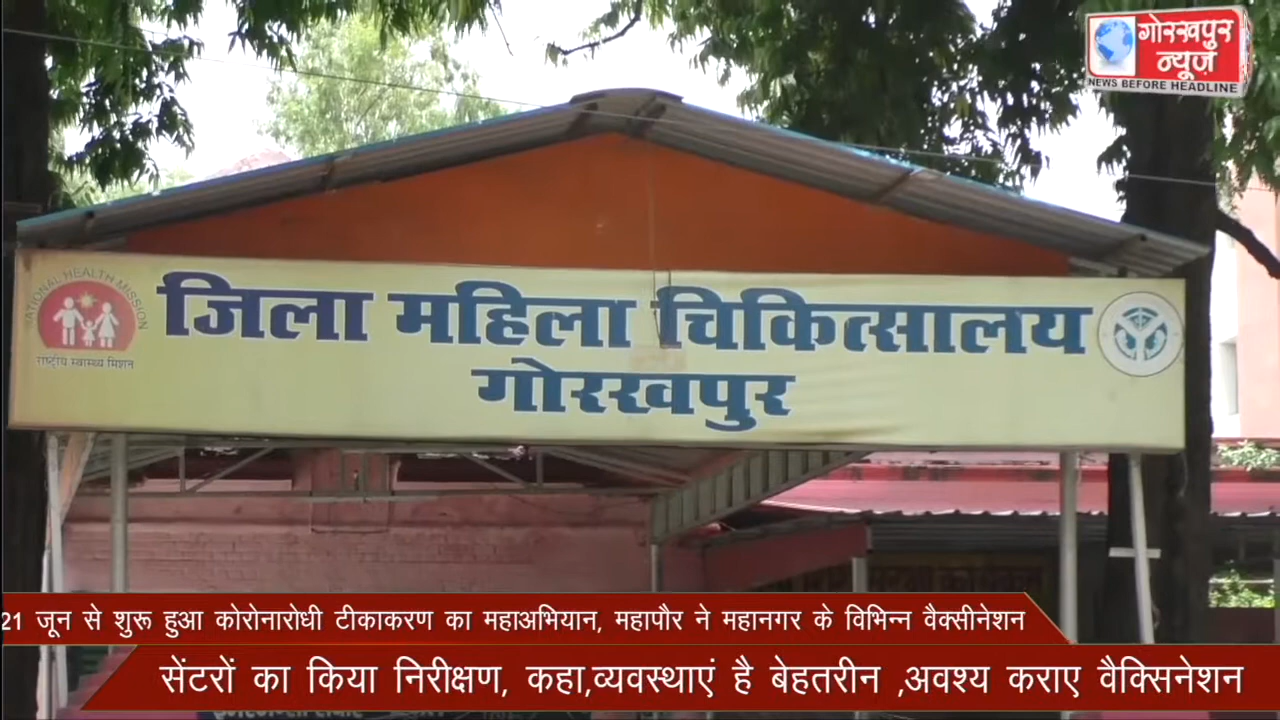 गोरखपुर
न्यूज़
NEWS BEFORE HEADLINE
NATIONAL HEALTH MISSION
राष्ट्रीय स्वास्थ्य मिशन
जिला महिला चिकित्सालय
गोरखपुर
21 जून से शुरू हुआ कोरोनारोधी टीकाकरण का महाअभियान, महापौर ने महानगर के विभिन्न वैक्सीनेशन
सेंटरों का किया निरीक्षण, कहा,व्यवस्थाएं है बेहतरीन ,अवश्य कराए वैक्सिनेशन